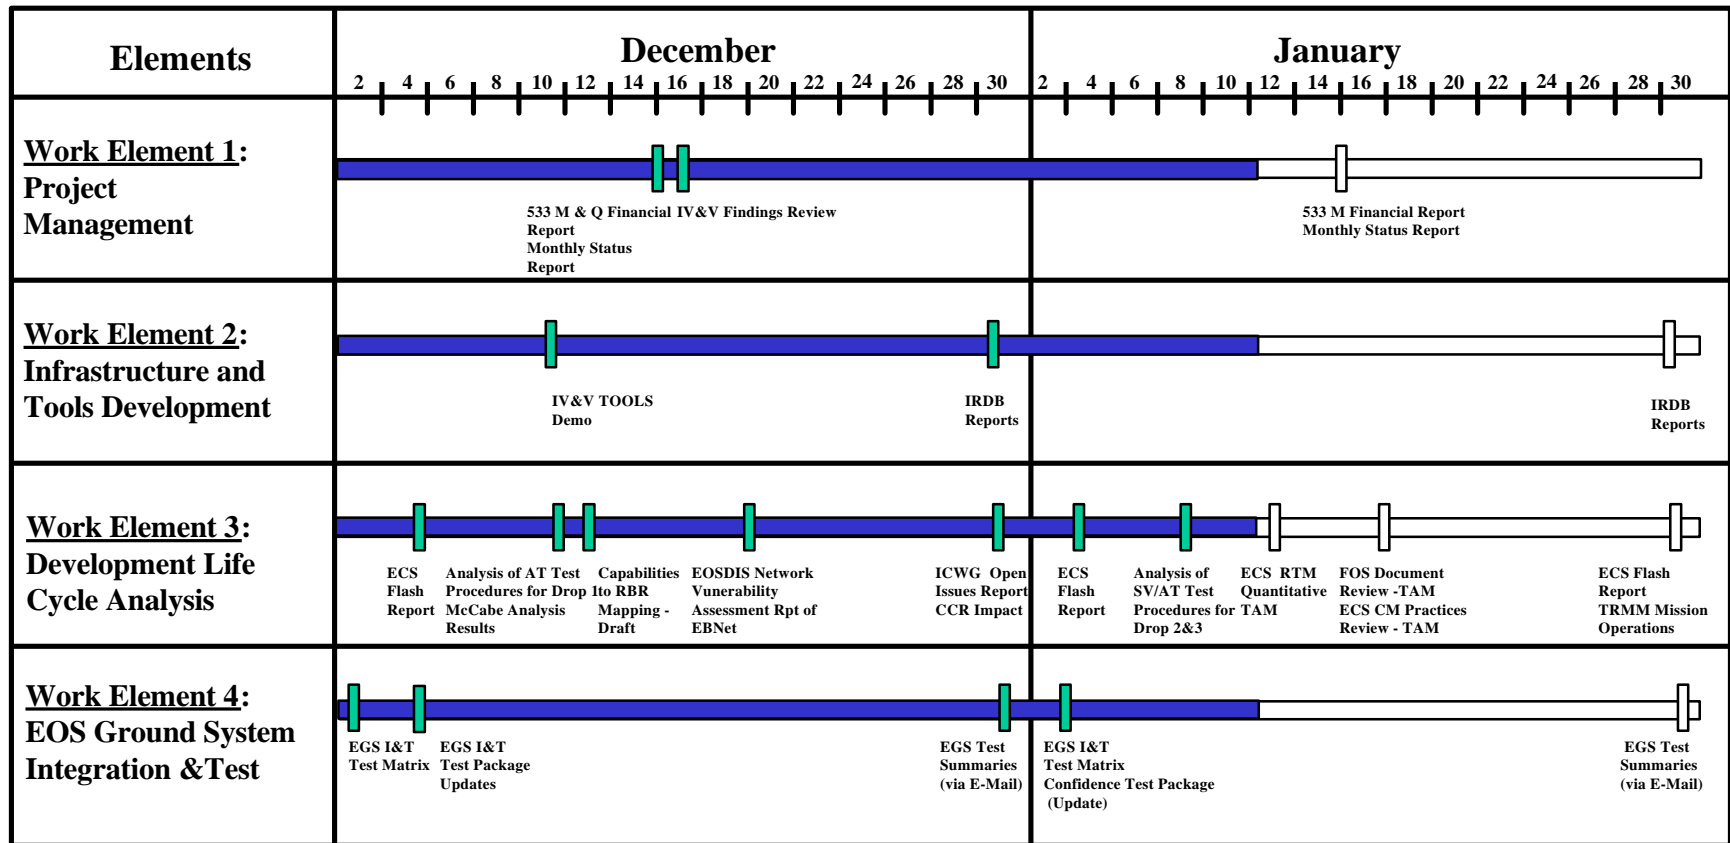 Elements
December
January
2 4 6 8 10 12 14 16 18 20 22 24 26 28 30
2 4 6 8 12 14 16 18 20 22 24 26 28 30
Work Element 1:
Project
Management
533 M & Q Financial
Report
Monthly Status
Report
IV&V Findings Review
533 M Financial Report
Monthly Status Report
Work Element 2:
Infrastructure and
Tools Development
IV&V TOOLS
Demo
IRDB
Reports
IRDB
Reports
Work Element 3:
Development Life
Cycle Analysis
ECS
Flash
Report
Analysis of AT Test
Procedures for Drop 1
McCabe Analysis
Results
Capabilities
to RBR
Mapping -
Draft
EOSDIS Network
Vunerability
Assessment Rpt of
EBNet
ICWG Open
Issues Report
CCR Impact
ECS
Flash
Report
Analysis of
SV/AT Test
Procedures for
Drop 2&3
ECS RTM
Quantitative
TAM
FOS Document
Review -TAM
ECS CM Practices
Review - TAM
ECS Flash
Report
TRMM Mission
Operations
Work Element 4:
EOS Ground System
Integration &Test
EGS I&T
Test Matrix
EGS I&T
Test Package
Updates
EGS Test
Summaries
(via E-Mail)
EGS I&T
Test Matrix
Confidence Test Package
(Update)
EGS Test
Summaries
(via E-Mail)